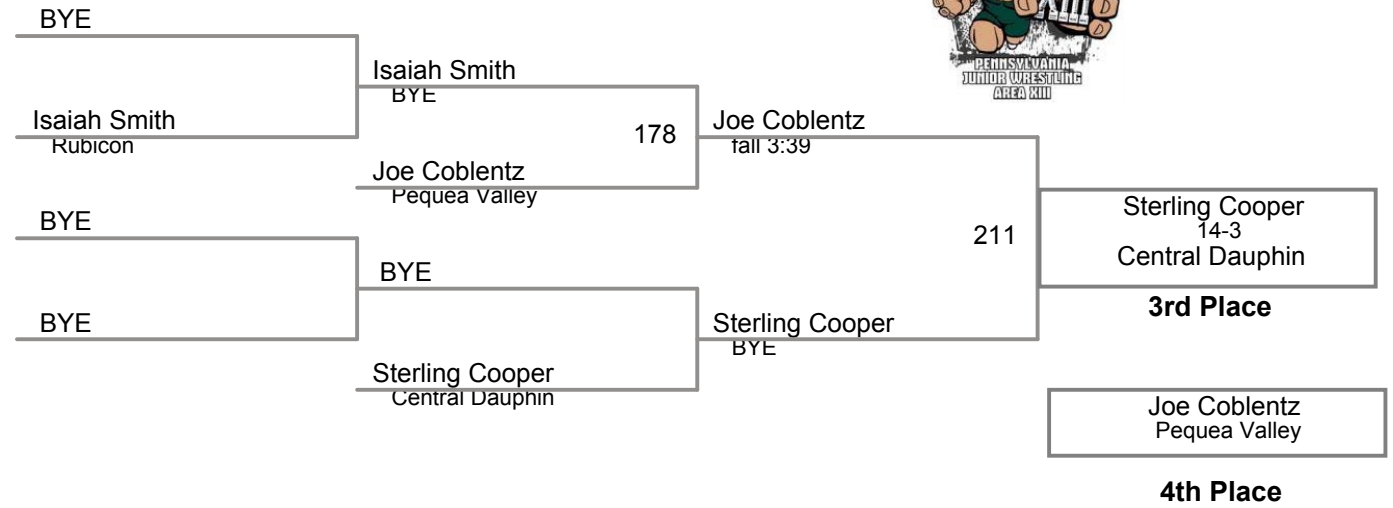 BYE
PENNSYLVANIA
JUNIOR WRESTLING
AREA XIII
Isaiah Smith
BYE
Isaiah Smith
Rubicon
178
Joe Coblentz
fall 3:39
Joe Coblentz
Pequea Valley
BYE
211
Sterling Cooper
14-3
Central Dauphin
BYE
3rd Place
BYE
Sterling Cooper
BYE
Sterling Cooper
Central Dauphin
Joe Coblentz
Pequea Valley
4th Place